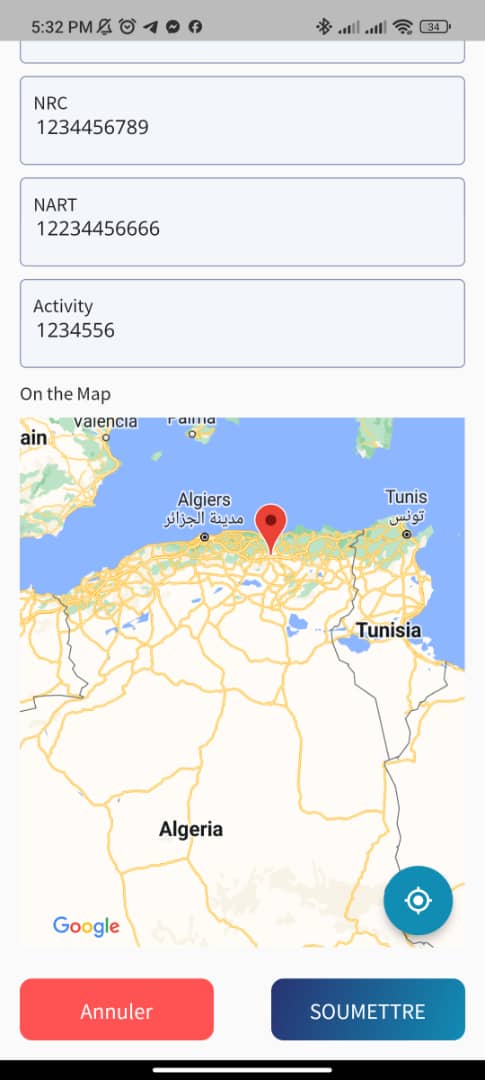 5:32 PM
34
NRC
1234456789
NART
12234456666
Activity
1234556
On the Map
Valencia
Palma
ain
Algiers
مدينة الجزائر
Tunis
تونس
Tunisia
Algeria
Google
Annuler
SOUMETTRE